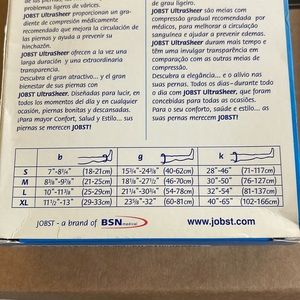 problemas ligeros de várices.
JOBST UltraSheer proporcionan un gra-
diente de compresión médicamente
recomendado que mejora la circulación de
las piernas y ayuda a prevenir su
hinchazón.
JOBST UltraSheer ofrecen a la vez una
larga duración y una extraordinaria
transparencia.
Descubra el gran atractivo... y el gran
bienestar de sus piernas con
JOBST UltraSheer. Diseñadas para lucir, en
todos los momentos del día y en cualquier
ocasión, piernas bonitas y descansadas.
¡Para mayor Confort, Salud y Estilo... sus
piernas se merecen JOBST!
de grau ligeiro.
JOBST UltraSheer são meias com
compressão gradual recomendada por
médicos, para melhorar a circulação
sanguínea e ajudar a prevenir o inchaço
das pernas.
JOBST UltraSheer duram mais tempo e
têm uma invulgar transparência em
comparação com as outras meias de
compressão.
Descubra a elegância... e o alívio nas
suas pernas. Todos os dias–durante todo
o dia com JOBST UltraSheer, que foram
concebidas para todas as ocasiões.
Para o seu conforto, saúde e estilo... as
suas pernas merecem JOBST!
b g k
S 7"-8¼" (18-21cm) 15¾"-24⅜" (40-62cm) 28"-46" (71-117cm)
M 8⅜"-9⅞" (21-25cm) 18⅛"-27½" (46-70cm) 30"-50" (76-127cm)
L 10"-11⅜" (25-29cm) 21¼"-30¾" (54-78cm) 32"-54" (81-137cm)
XL 11½"-13" (29-33cm) 23⅝"-32" (60-81cm) 40"-65" (102-166cm)
JOBST - a brand of BSN medical
www.jobst.com